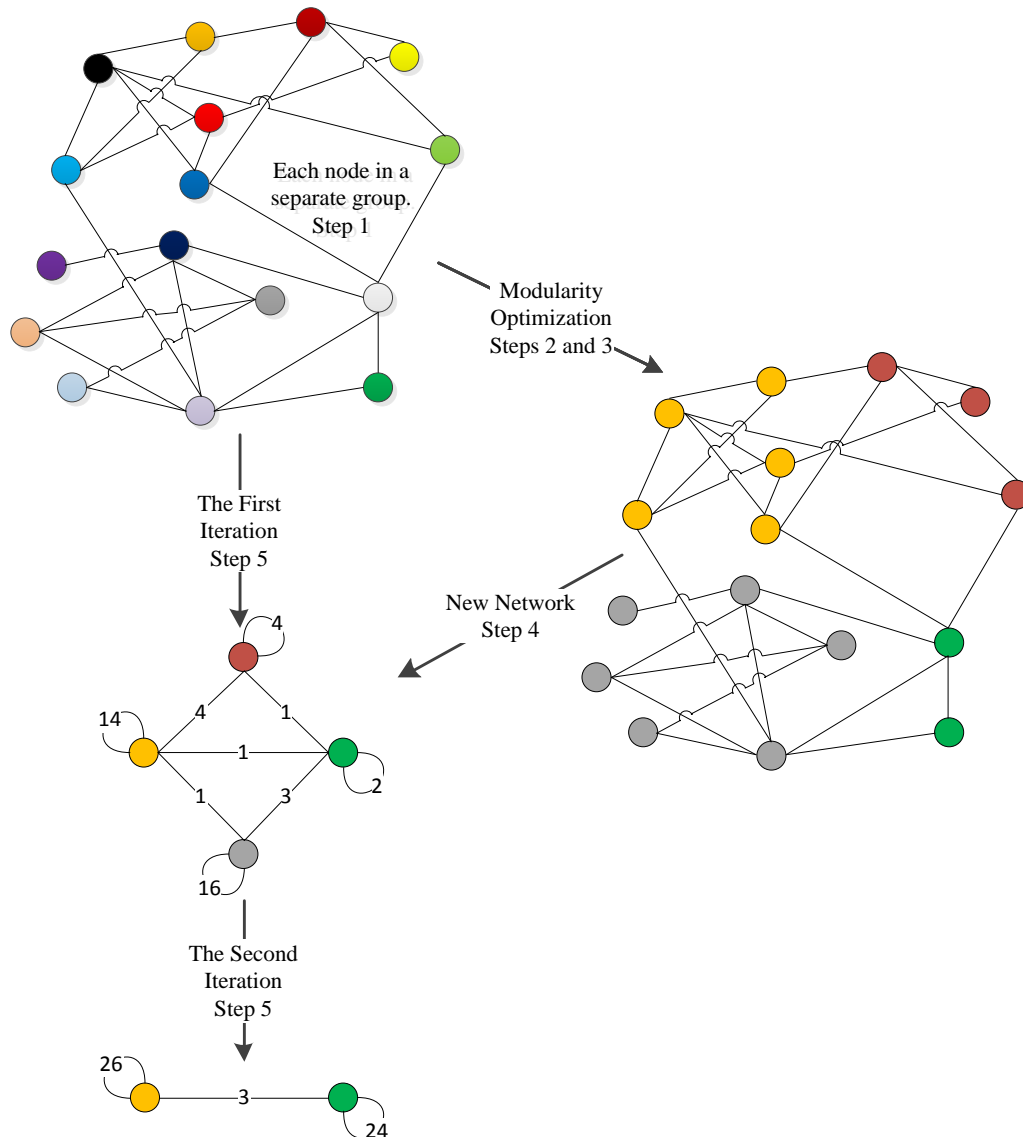 Each node in a
separate group.
Step 1
Modularity
Optimization
Steps 2 and 3
The First
Iteration
Step 5
New Network
Step 4
4
4
1
14
1
2
1
3
16
The Second
Iteration
Step 5
26
3
24